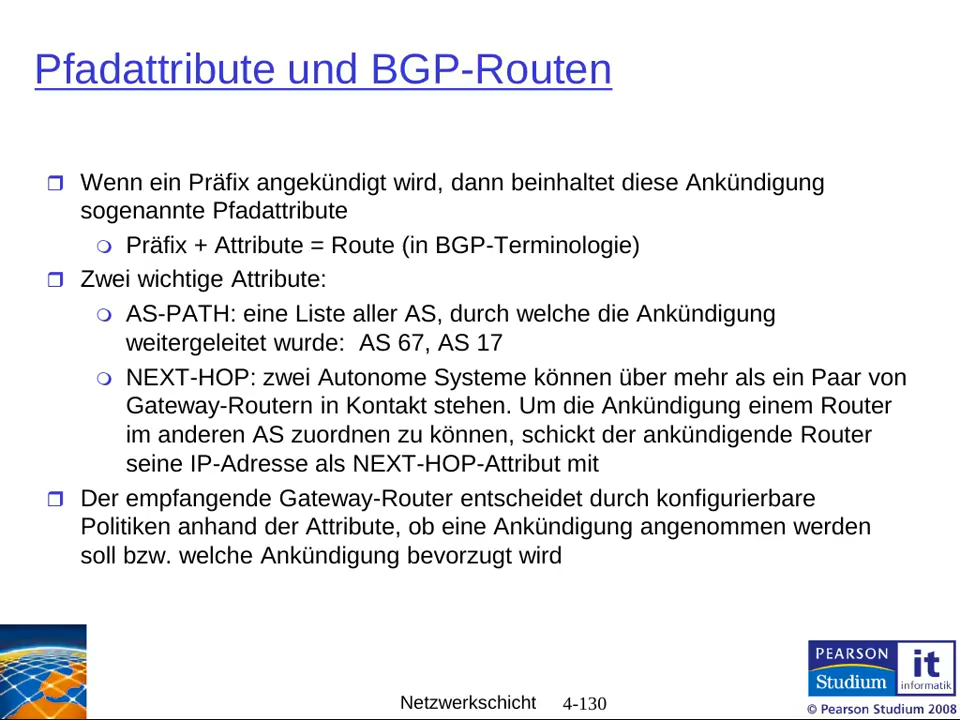 Pfadattribute und BGP-Routen
Wenn ein Präfix angekündigt wird, dann beinhaltet diese Ankündigung
sogenannte Pfadattribute
Präfix + Attribute = Route (in BGP-Terminologie)
Zwei wichtige Attribute:
AS-PATH: eine Liste aller AS, durch welche die Ankündigung
weitergeleitet wurde:  AS 67, AS 17
NEXT-HOP: zwei Autonome Systeme können über mehr als ein Paar von
Gateway-Routern in Kontakt stehen. Um die Ankündigung einem Router
im anderen AS zuordnen zu können, schickt der ankündigende Router
seine IP-Adresse als NEXT-HOP-Attribut mit
Der empfangende Gateway-Router entscheidet durch konfigurierbare
Politiken anhand der Attribute, ob eine Ankündigung angenommen werden
soll bzw. welche Ankündigung bevorzugt wird
PEARSON
Studium
it
informatik
Netzwerkschicht 4-130
© Pearson Studium 2008